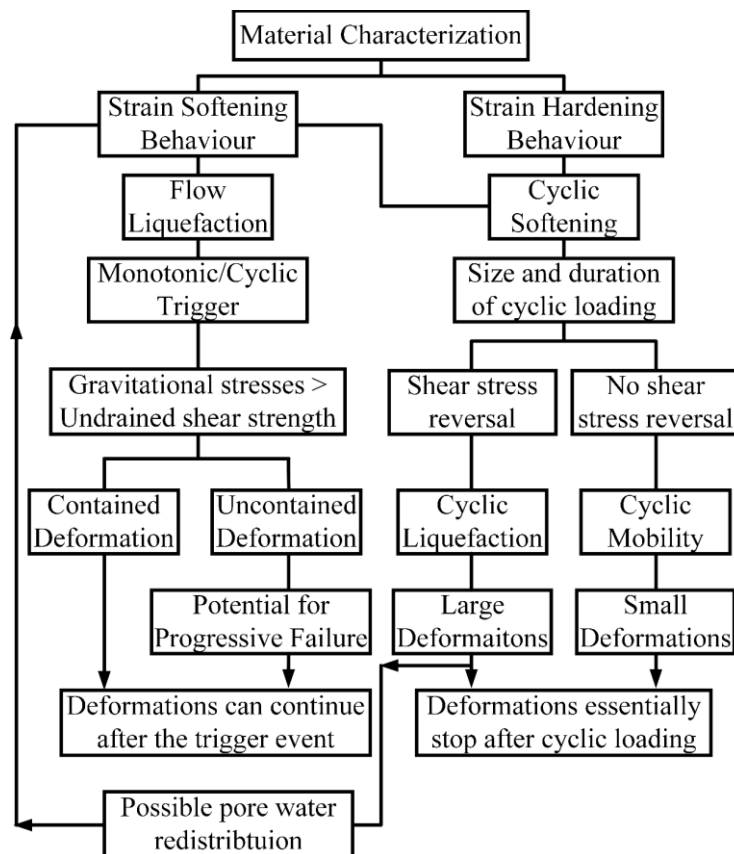 Material Characterization
Strain Softening
Behaviour
Strain Hardening
Behaviour
Flow
Liquefaction
Cyclic
Softening
Monotonic/Cyclic
Trigger
Size and duration
of cyclic loading
Gravitational stresses >
Undrained shear strength
Shear stress
reversal
No shear
stress reversal
Contained
Deformation
Uncontained
Deformation
Cyclic
Liquefaction
Cyclic
Mobility
Potential for
Progressive Failure
Large
Deformaitons
Small
Deformations
Deformations can continue
after the trigger event
Deformations essentially
stop after cyclic loading
Possible pore water
redistribtuion